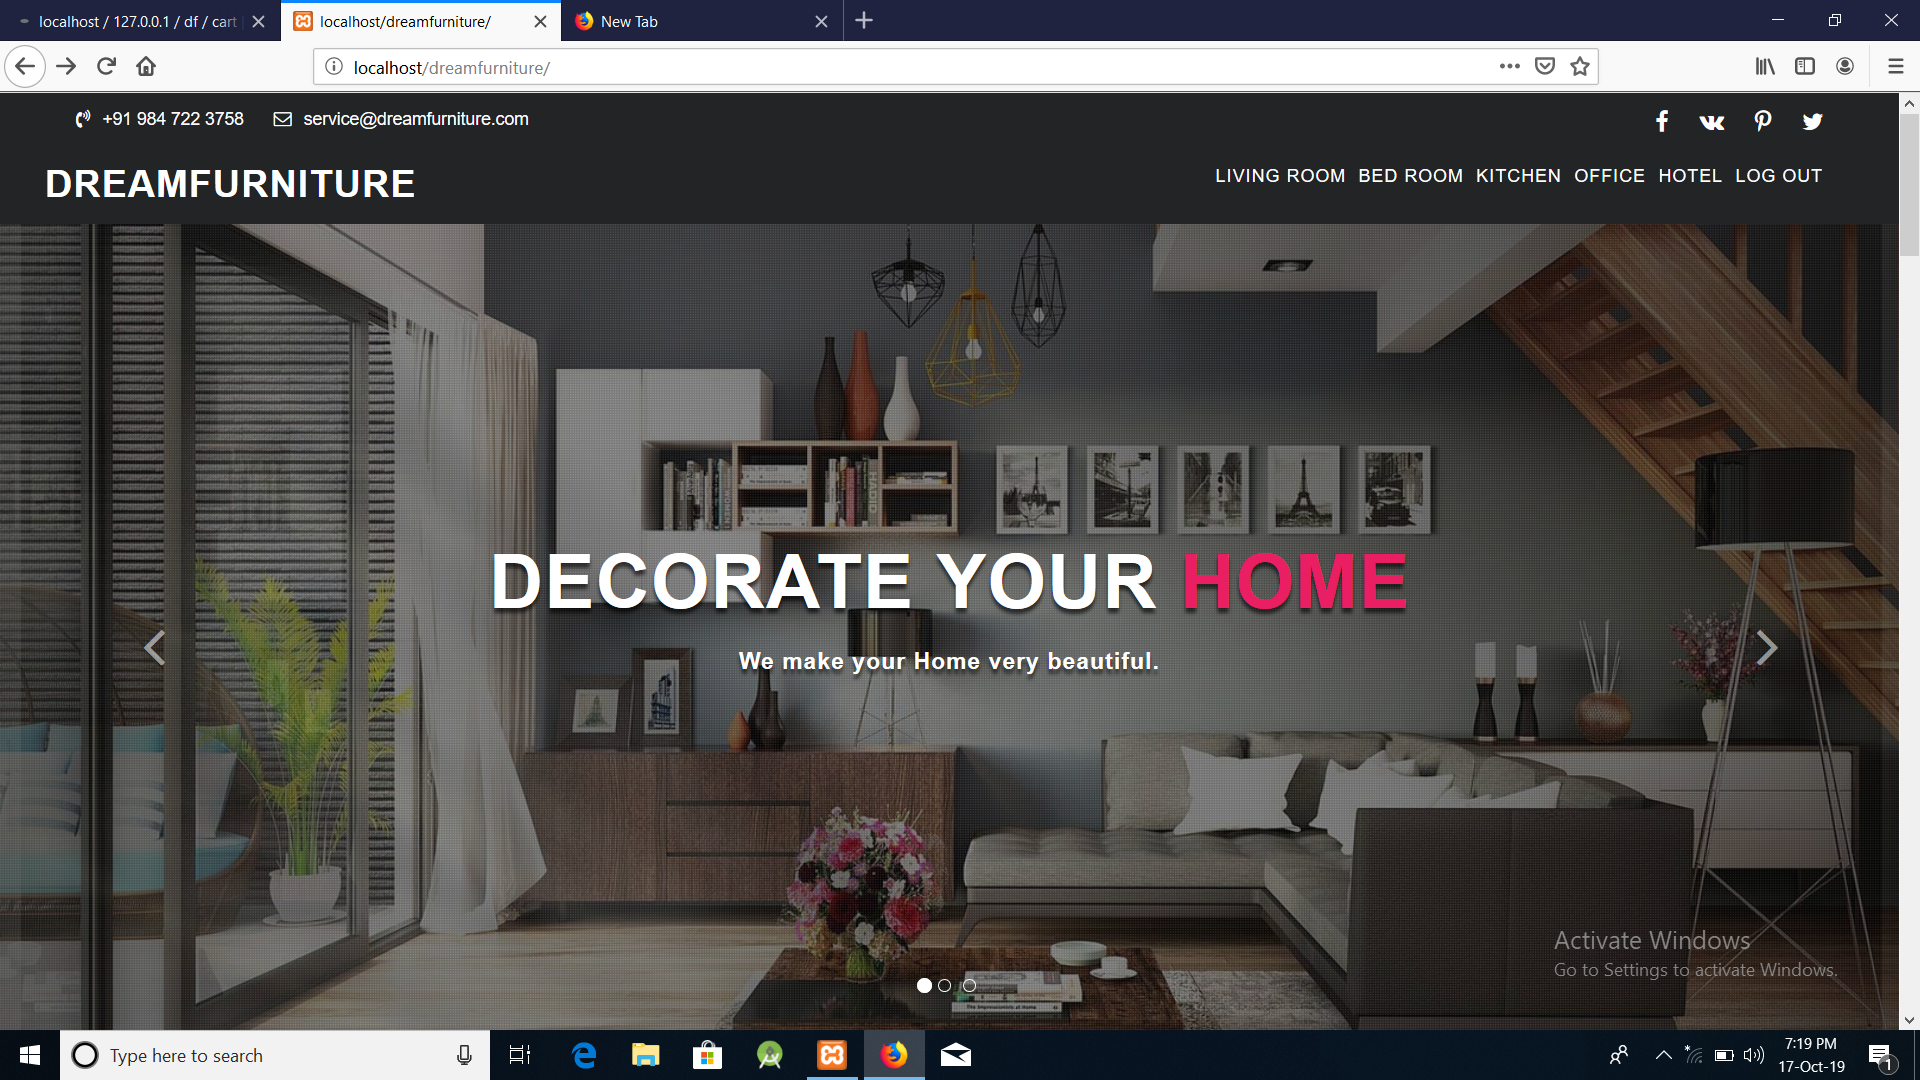 localhost / 127.0.0.1 / df / cart
localhost/dreamfurniture/
New Tab
localhost/dreamfurniture/
+91 984 722 3758
service@dreamfurniture.com
DREAMFURNITURE
LIVING ROOM BED ROOM KITCHEN OFFICE HOTEL LOG OUT
HADID
DECORATE YOUR HOME
We make your Home very beautiful.
Activate Windows
Go to Settings to activate Windows.
Type here to search
7:19 PM
17-Oct-19
1